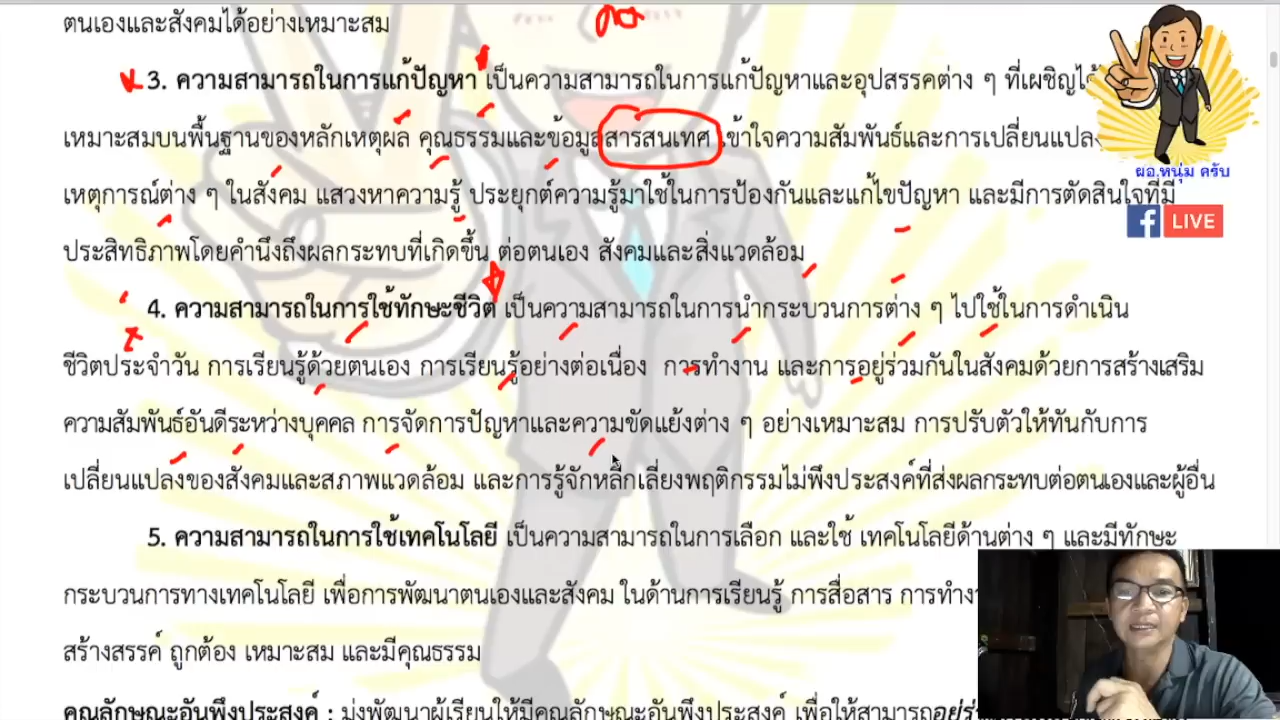 ตนเองและสังคมได้อย่างเหมาะสม
3. ความสามารถในการแก้ปัญหา เป็นความสามารถในการแก้ปัญหาและอุปสรรคต่าง ๆ ที่เผชิญได้
เหมาะสมบนพื้นฐานของหลักเหตุผล คุณธรรมและข้อมูลสารสนเทศ เข้าใจความสัมพันธ์และการเปลี่ยนแปลง
เหตุการณ์ต่าง ๆ ในสังคม แสวงหาความรู้ ประยุกต์ความรู้มาใช้ในการป้องกันและแก้ไขปัญหา และมีการตัดสินใจที่มี
ประสิทธิภาพโดยคำนึงถึงผลกระทบที่เกิดขึ้น ต่อตนเอง สังคมและสิ่งแวดล้อม
4. ความสามารถในการใช้ทักษะชีวิต เป็นความสามารถในการนำกระบวนการต่าง ๆ ไปใช้ในการดำเนิน
ชีวิตประจำวัน การเรียนรู้ด้วยตนเอง การเรียนรู้อย่างต่อเนื่อง การทำงาน และการอยู่ร่วมกันในสังคมด้วยการสร้างเสริม
ความสัมพันธ์อันดีระหว่างบุคคล การจัดการปัญหาและความขัดแย้งต่าง ๆ อย่างเหมาะสม การปรับตัวให้ทันกับการ
เปลี่ยนแปลงของสังคมและสภาพแวดล้อม และการรู้จักหลีกเลี่ยงพฤติกรรมไม่พึงประสงค์ที่ส่งผลกระทบต่อตนเองและผู้อื่น
5. ความสามารถในการใช้เทคโนโลยี เป็นความสามารถในการเลือก และใช้ เทคโนโลยีด้านต่าง ๆ และมีทักษะ
กระบวนการทางเทคโนโลยี เพื่อการพัฒนาตนเองและสังคม ในด้านการเรียนรู้ การสื่อสาร
สร้างสรรค์ ถูกต้อง เหมาะสม และมีคุณธรรม
คุณลักษณะอันพึงประสงค์ : มุ่งพัฒนาผู้เรียนให้มีคุณลักษณะอันพึงประสงค์ เพื่อให้สามารถ
ผอ.หนุ่ม ครับ
f LIVE